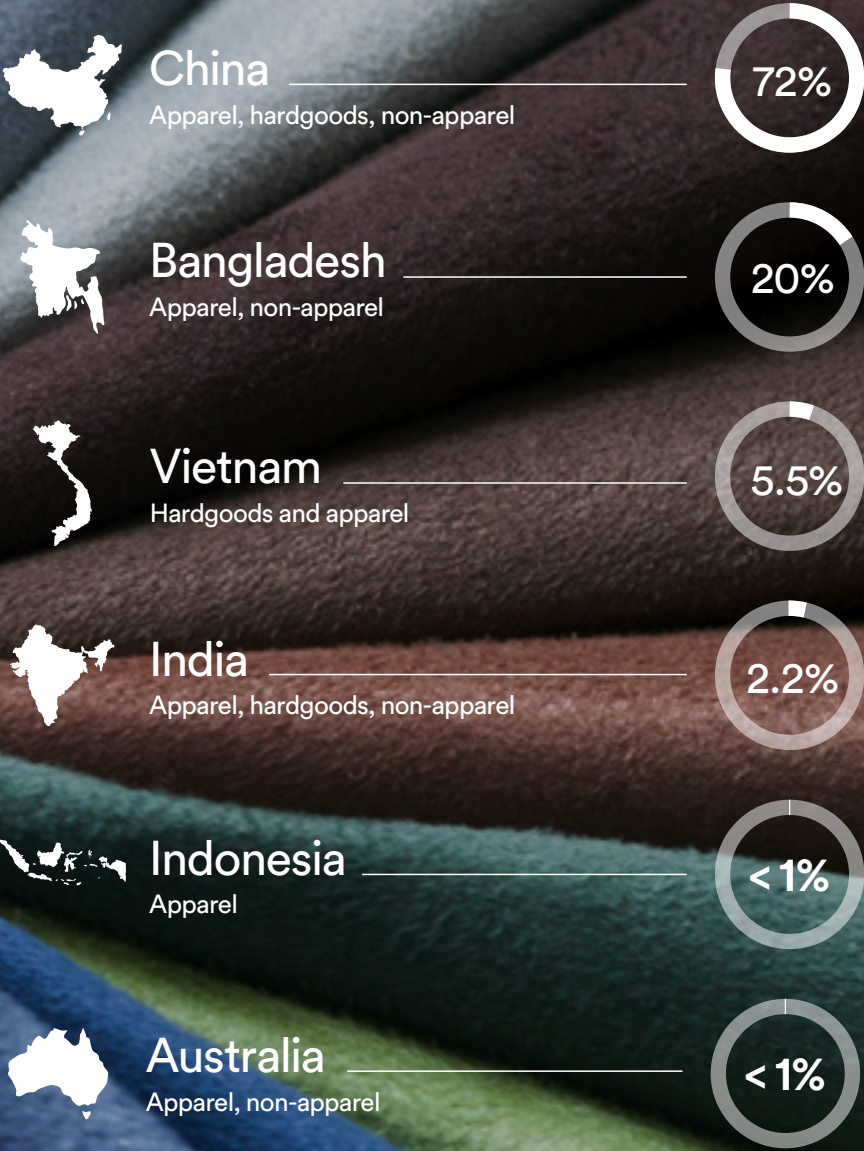 China
72%
Apparel, hardgoods, non-apparel
Bangladesh
20%
Apparel, non-apparel
Vietnam
5.5%
Hardgoods and apparel
India
2.2%
Apparel, hardgoods, non-apparel
Indonesia
< 1%
Apparel
Australia
< 1%
Apparel, non-apparel